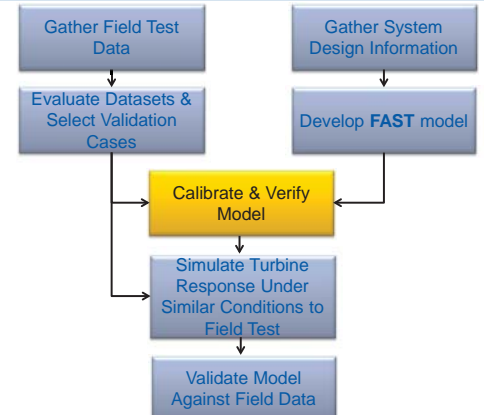 Gather Field Test
Data
Gather System
Design Information
Evaluate Datasets &
Select Validation
Cases
Develop FAST model
Calibrate & Verify
Model
Simulate Turbine
Response Under
Similar Conditions to
Field Test
Validate Model
Against Field Data